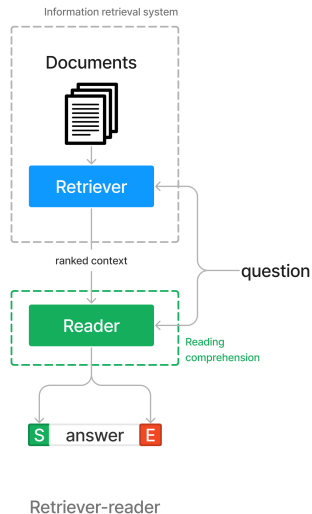 Information retrieval system
Documents
Retriever
ranked context
question
Reader
Reading
comprehension
S answer E
Retriever-reader